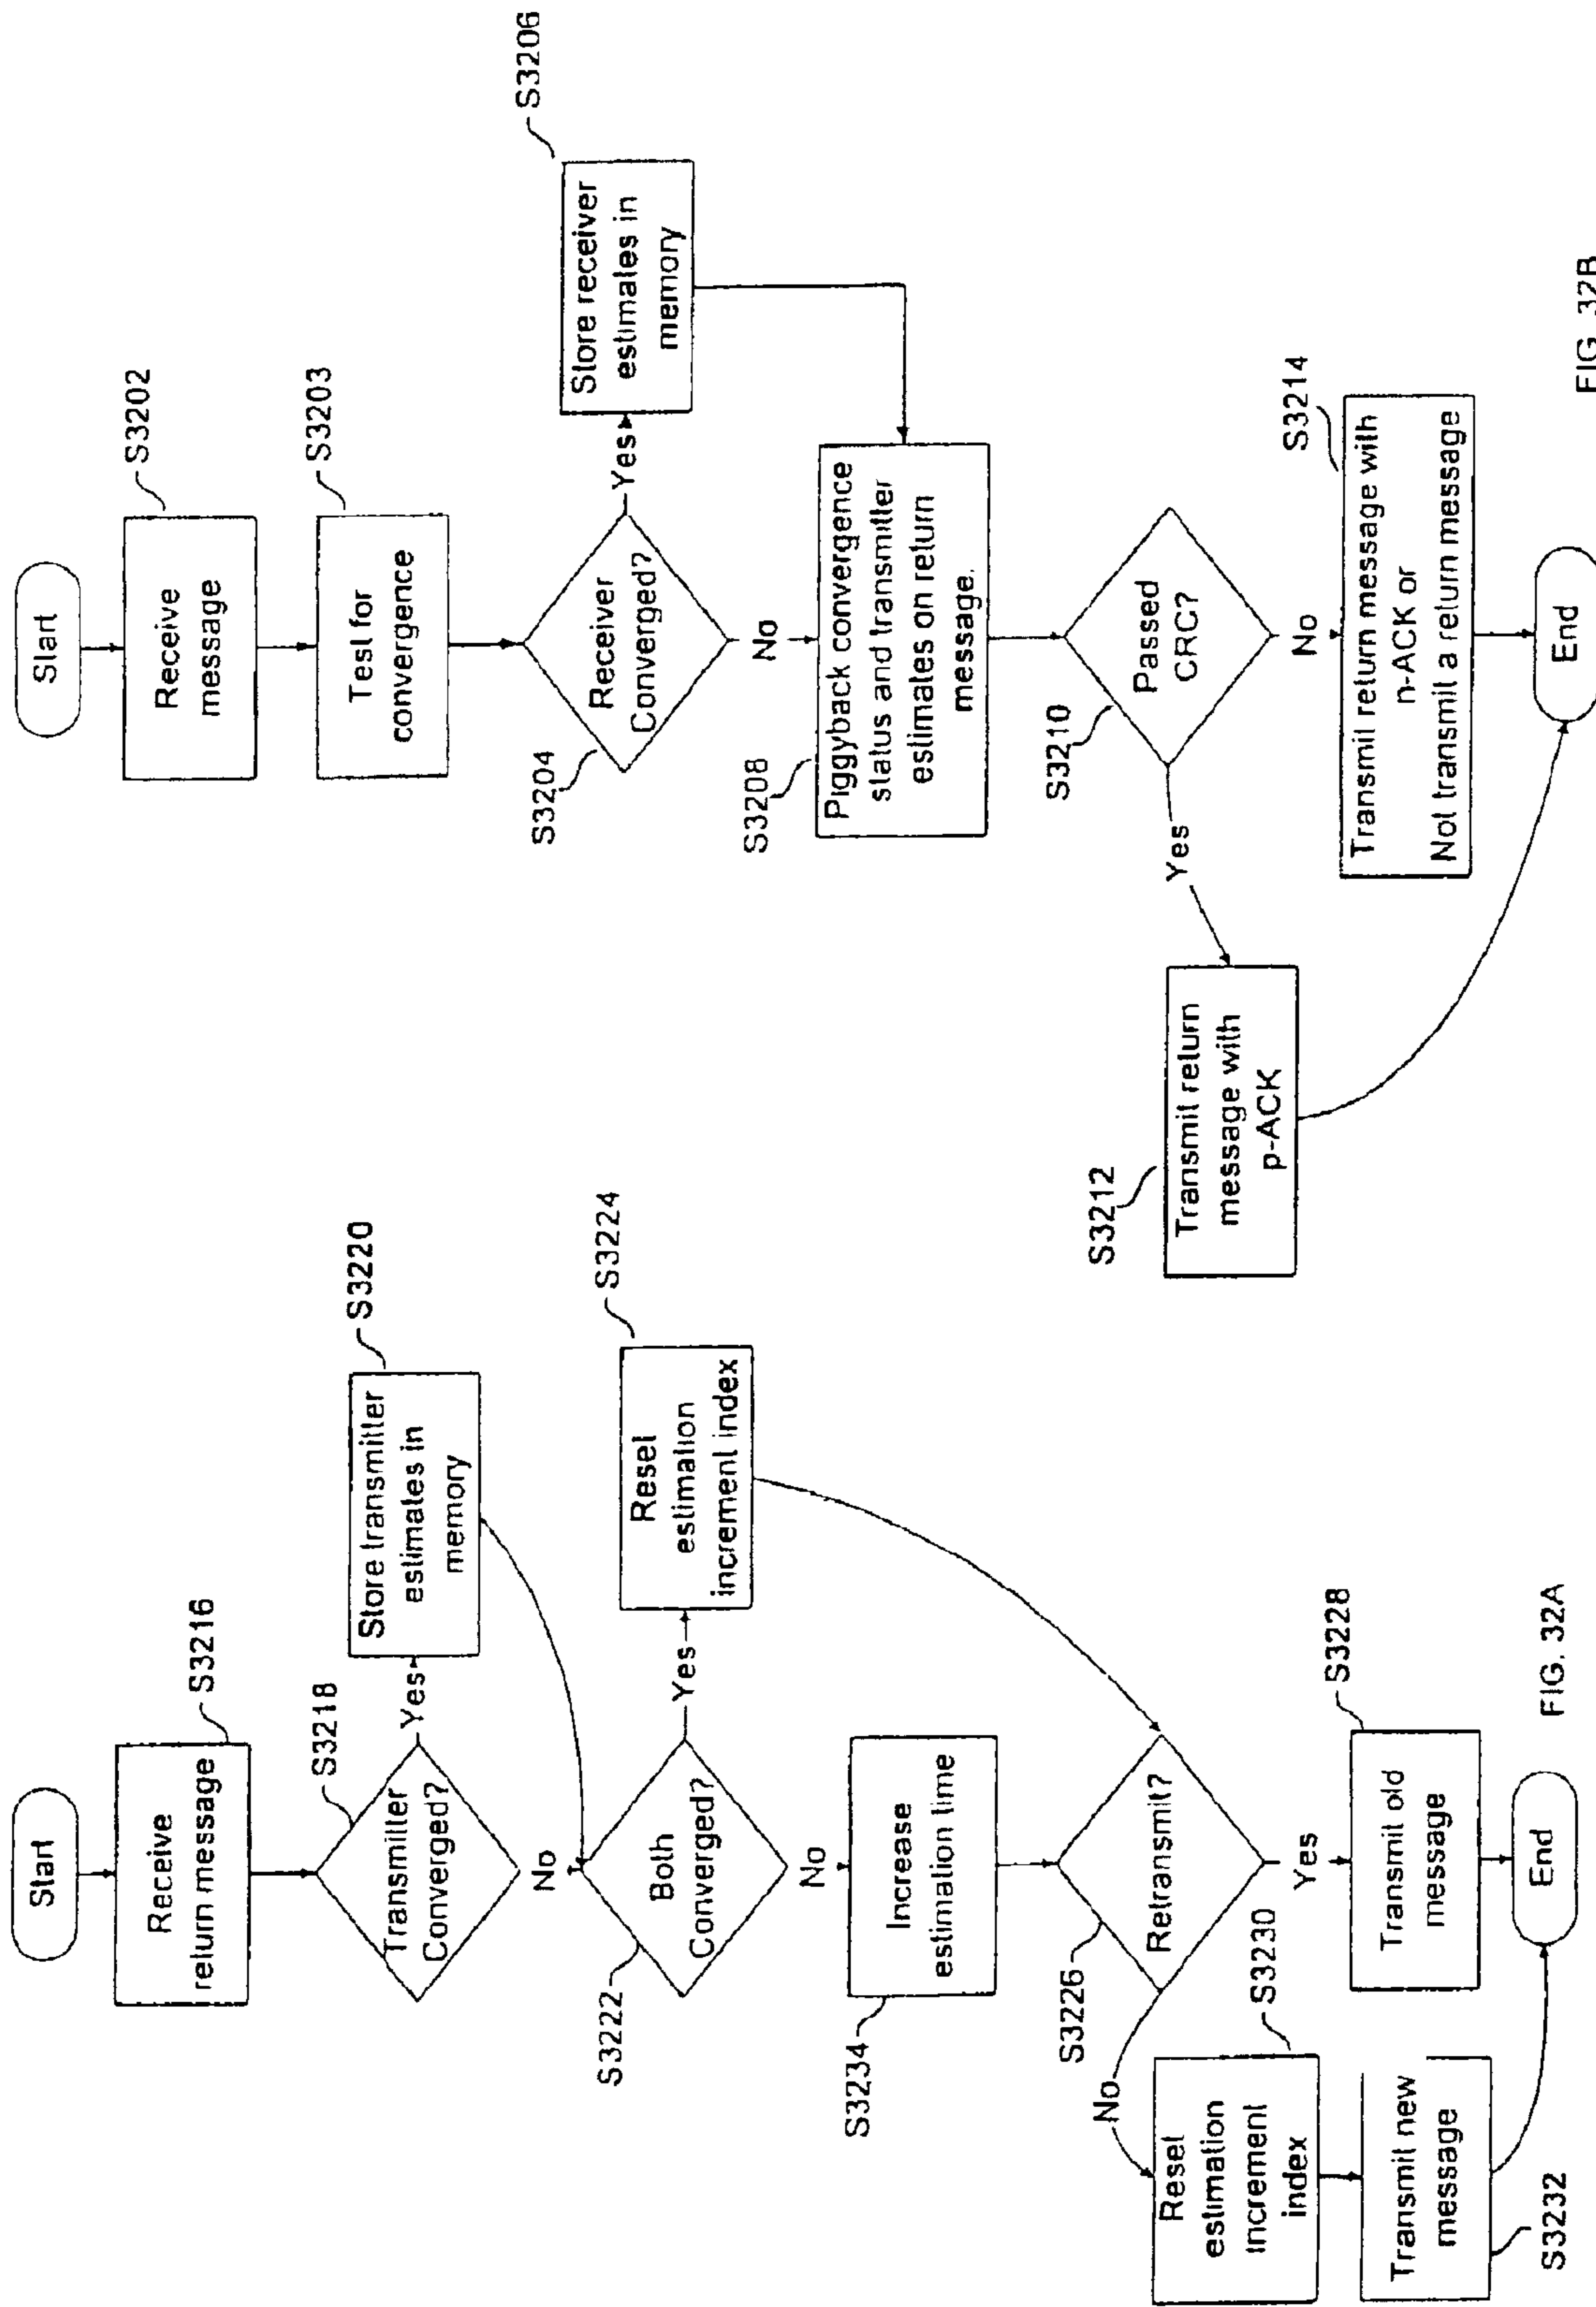 Start
Receive
return message
S3216
Transmitter
Converged?
S3218
Yes
Store transmitter
estimates in
memory
S3220
No
Both
Converged?
S3222
Yes
Reset
estimation
increment index
S3224
No
Increase
estimation time
S3234
Retransmit?
S3226
No
Reset
estimation
increment
index
S3230
Transmit new
message
S3232
Yes
Transmit old
message
S3228
End
FIG. 32A
Start
Receive
message
S3202
Test for
convergence
S3203
Receiver
Converged?
S3204
Yes
Store receiver
estimates in
memory
S3206
No
Piggyback convergence
status and transmitter
estimates on return
message.
S3208
Passed
CRC?
S3210
Yes
Transmit return
message with
p-ACK
S3212
No
Transmit return message with
n-ACK or
Not transmit a return message
S3214
End
FIG. 32B